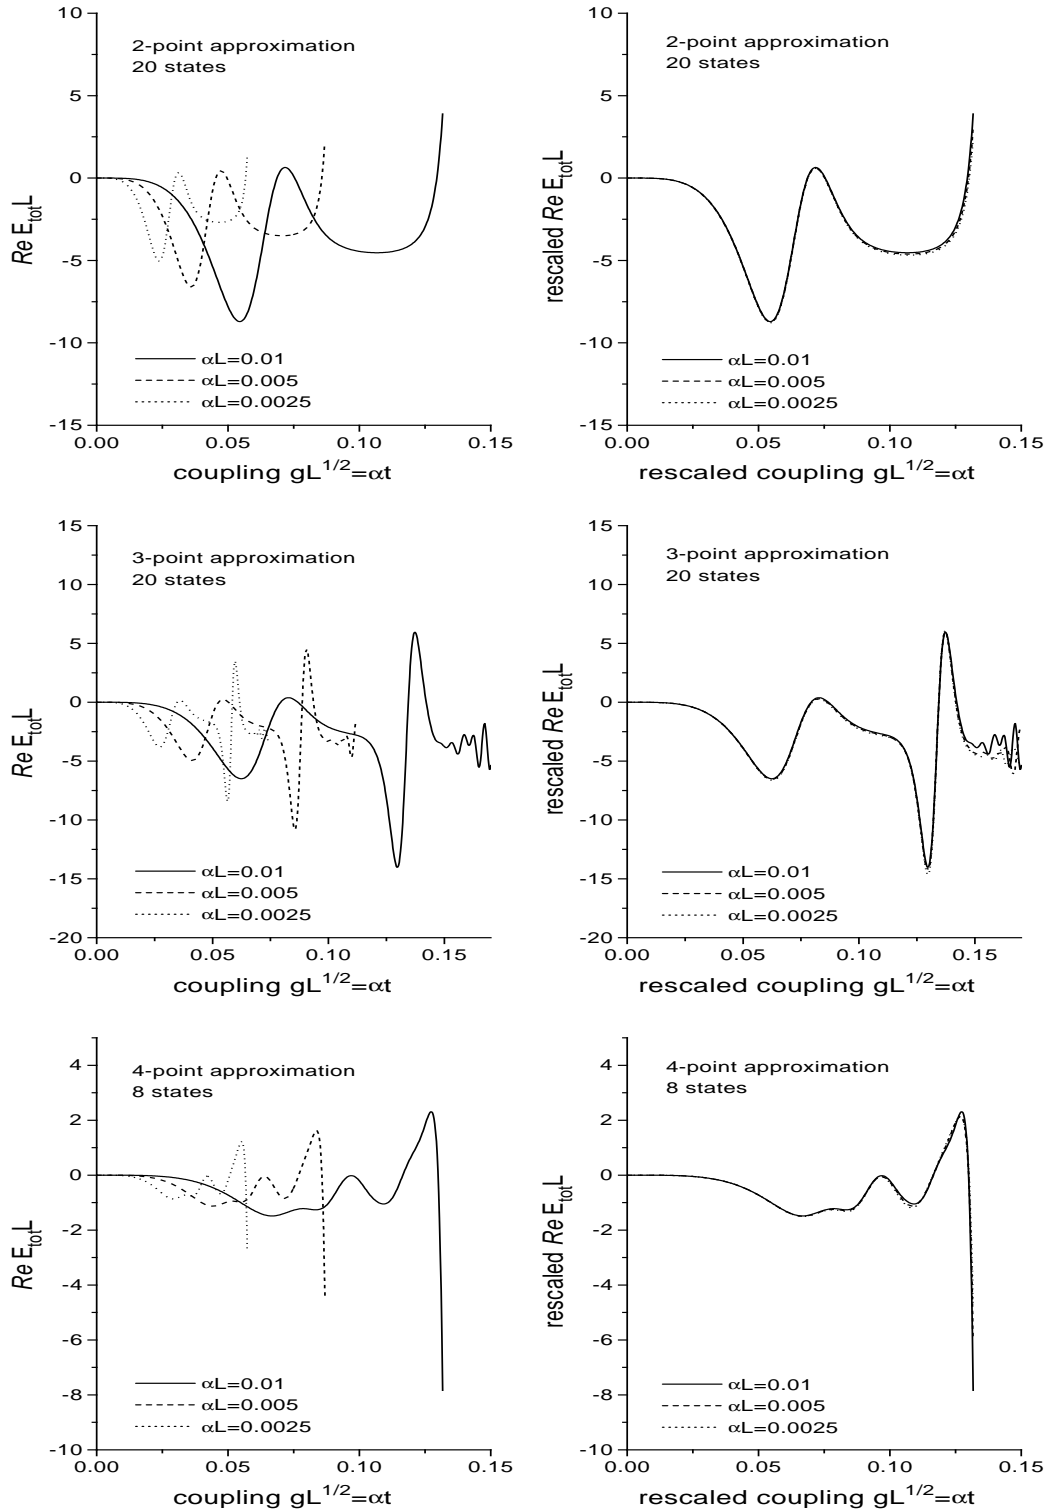 10
5
0
-5
-10
-15
0.00
0.05
0.10
0.15
Re E_totL
2-point approximation
20 states
αL=0.01
αL=0.005
αL=0.0025
coupling gL^1/2=αt
10
5
0
-5
-10
-15
0.00
0.05
0.10
0.15
rescaled Re E_totL
2-point approximation
20 states
αL=0.01
αL=0.005
αL=0.0025
rescaled coupling gL^1/2=αt
15
10
5
0
-5
-10
-15
-20
0.00
0.05
0.10
0.15
Re E_totL
3-point approximation
20 states
αL=0.01
αL=0.005
αL=0.0025
coupling gL^1/2=αt
15
10
5
0
-5
-10
-15
-20
0.00
0.05
0.10
0.15
rescaled Re E_totL
3-point approximation
20 states
αL=0.01
αL=0.005
αL=0.0025
rescaled coupling gL^1/2=αt
4
2
0
-2
-4
-6
-8
-10
0.00
0.05
0.10
0.15
Re E_totL
4-point approximation
8 states
αL=0.01
αL=0.005
αL=0.0025
coupling gL^1/2=αt
4
2
0
-2
-4
-6
-8
-10
0.00
0.05
0.10
0.15
rescaled Re E_totL
4-point approximation
8 states
αL=0.01
αL=0.005
αL=0.0025
rescaled coupling gL^1/2=αt